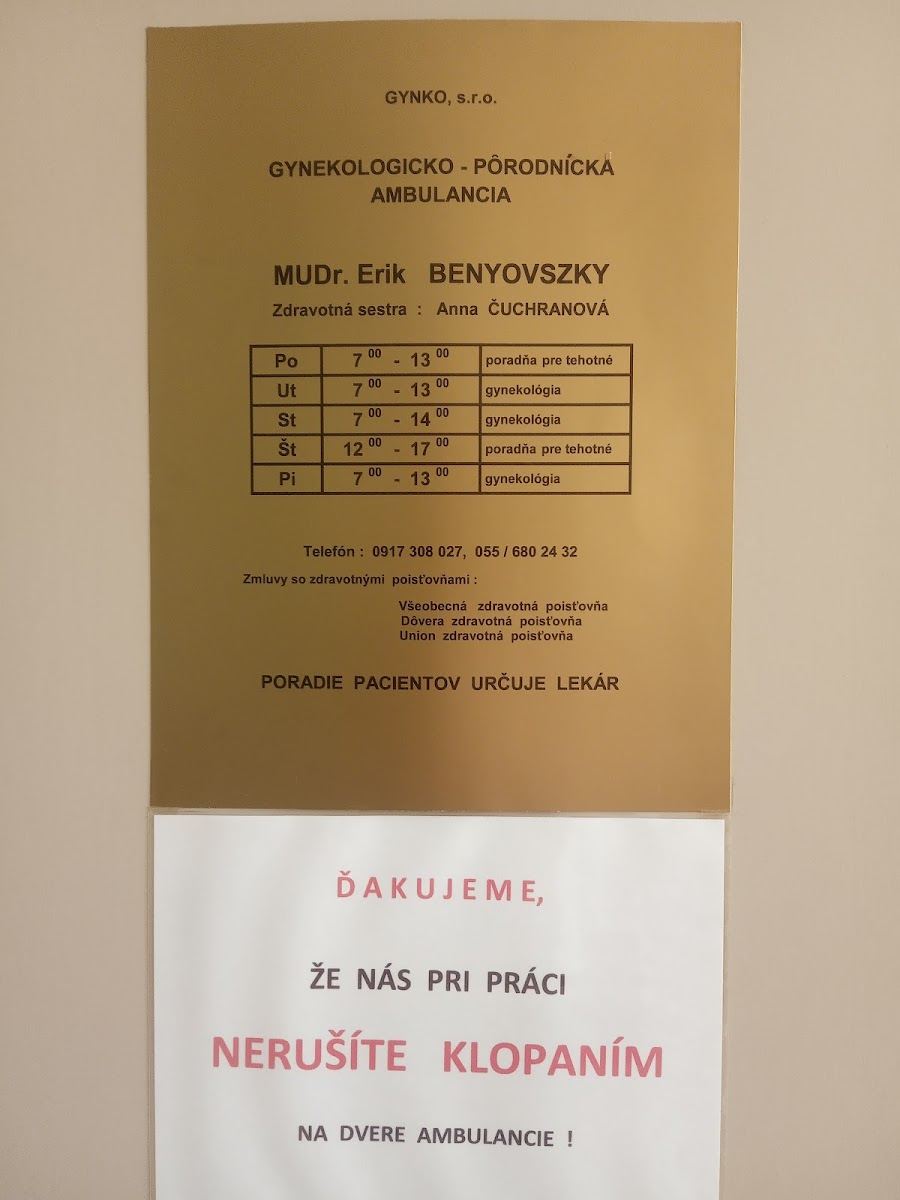 GYNKO, s.r.o.
GYNEKOLOGICKO - PÔRODNÍCKA
AMBULANCIA
MUDr. Erik BENYOVSZKY
Zdravotná sestra : Anna ČUCHRANOVÁ
Po 7 00 - 13 00 poradňa pre tehotné
Ut 7 00 - 13 00 gynekológia
St 7 00 - 14 00 gynekológia
Št 12 00 - 17 00 poradňa pre tehotné
Pi 7 00 - 13 00 gynekológia
Telefón : 0917 308 027, 055 / 680 24 32
Zmluvy so zdravotnými poisťovňami :
Všeobecná zdravotná poisťovňa
Dôvera zdravotná poisťovňa
Union zdravotná poisťovňa
PORADIE PACIENTOV URČUJE LEKÁR
ĎAKUJEME,
ŽE NÁS PRI PRÁCI
NERUŠÍTE KLOPANÍM
NA DVERE AMBULANCIE !